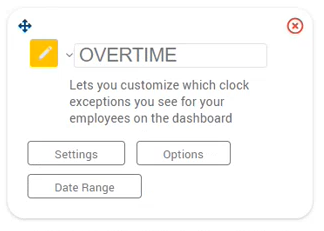 OVERTIME
Lets you customize which clock
exceptions you see for your
employees on the dashboard
Settings
Options
Date Range